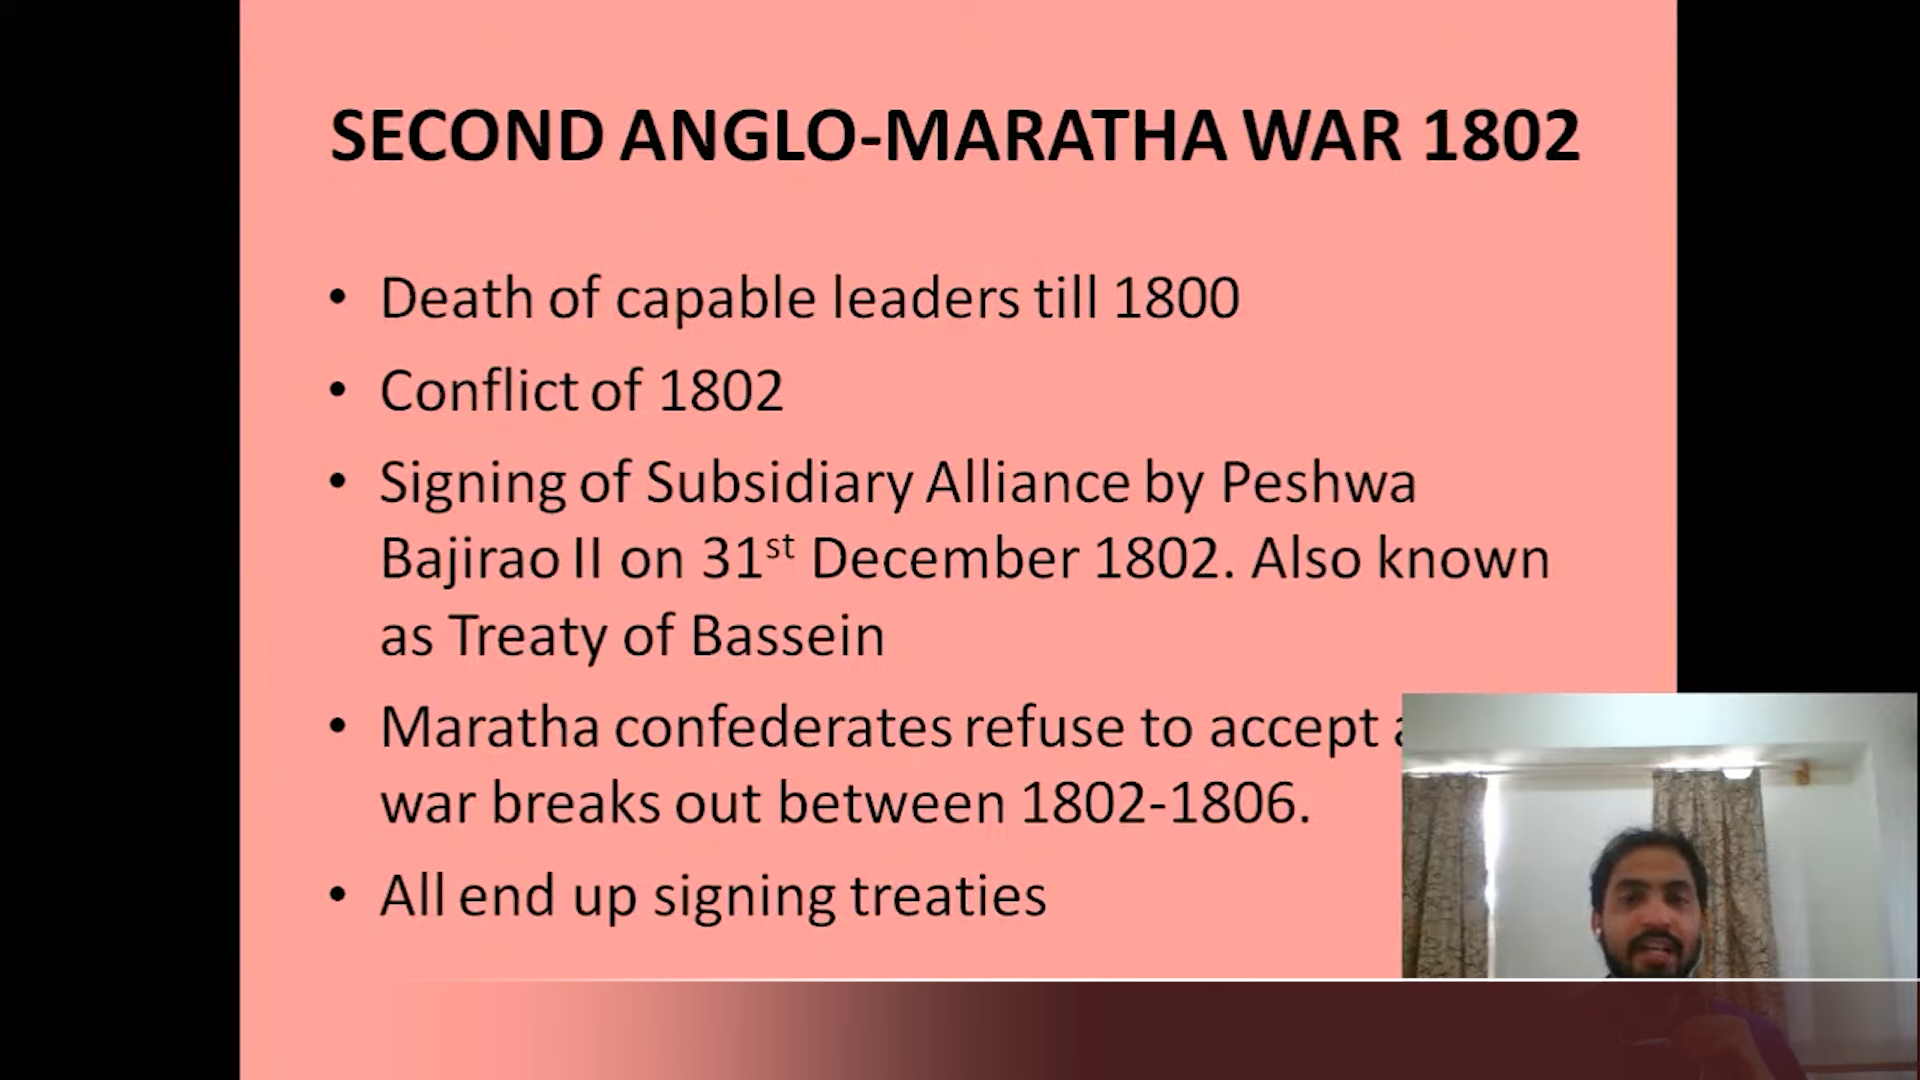 SECOND ANGLO-MARATHA WAR 1802
• Death of capable leaders till 1800
• Conflict of 1802
• Signing of Subsidiary Alliance by Peshwa
Bajirao II on 31st December 1802. Also known
as Treaty of Bassein
• Maratha confederates refuse to accept
war breaks out between 1802-1806.
• All end up signing treaties